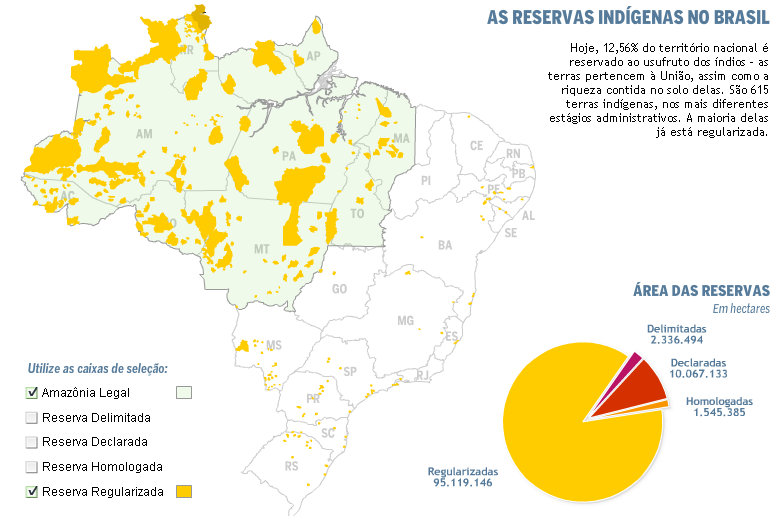 AS RESERVAS INDÍGENAS NO BRASIL
Hoje, 12,56% do território nacional é
reservado ao usufruto dos índios - as
terras pertencem à União, assim como a
riqueza contida no solo delas. São 615
terras indígenas, nos mais diferentes
estágios administrativos. A maioria delas
já está regularizada.
RR
AP
AM
PA
MA
CE
RN
PB
PI
PE
AC
AL
SE
TO
BA
MT
GO
MG
ES
MS
SP
RJ
PR
SC
RS
ÁREA DAS RESERVAS
Em hectares
Delimitadas
2.336.494
Declaradas
10.067.133
Homologadas
1.545.385
Regularizadas
95.119.146
Utilize as caixas de seleção:
Amazônia Legal
Reserva Delimitada
Reserva Declarada
Reserva Homologada
Reserva Regularizada